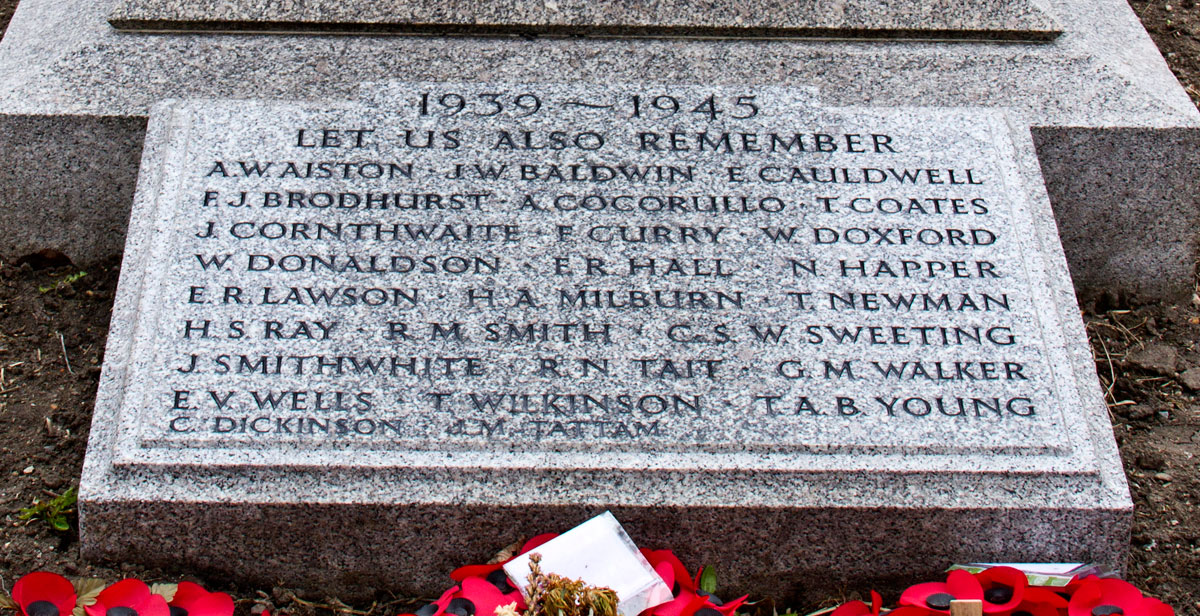 1939 ~ 1945
LET US ALSO REMEMBER
A.W. AISTON · J.W. BALDWIN · E. CAULDWELL
F. J. BRODHURST · A. COCORULLO · T. COATES
J. CORNTHWAITE · F. CURRY · W. DOXFORD
W. DONALDSON · F. R. HALL · N. HAPPER
E. R. LAWSON · H. A. MILBURN · T. NEWMAN
H. S. RAY · R. M. SMITH · C. S. W. SWEETING
J. SMITHWHITE · R. N. TAIT · G. M. WALKER
E. V. WELLS · T. WILKINSON · T. A. B. YOUNG
C. DICKINSON · J. M. TATTAM